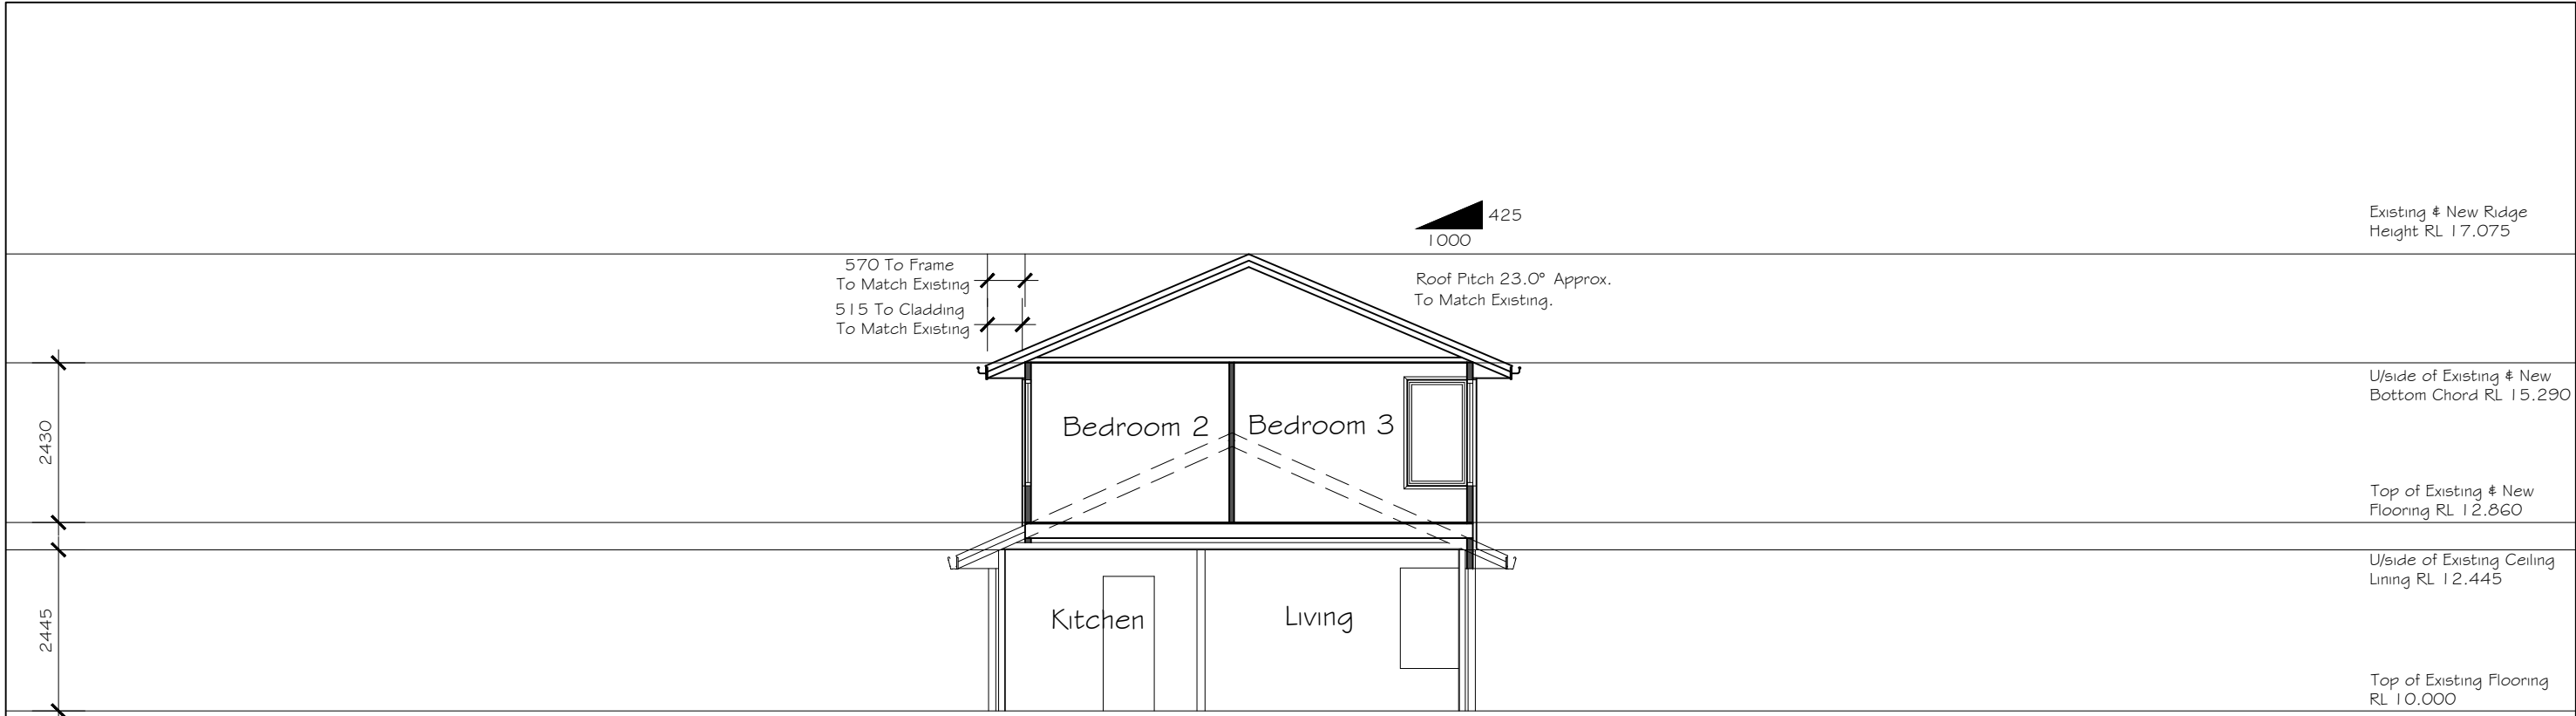 425
1000
Existing & New Ridge
Height RL 17.075
570 To Frame
To Match Existing
515 To Cladding
To Match Existing
Roof Pitch 23.0° Approx.
To Match Existing.
U/side of Existing & New
Bottom Chord RL 15.290
2430
Bedroom 2
Bedroom 3
Top of Existing & New
Flooring RL 12.860
U/side of Existing Ceiling
Lining RL 12.445
2445
Kitchen
Living
Top of Existing Flooring
RL 10.000